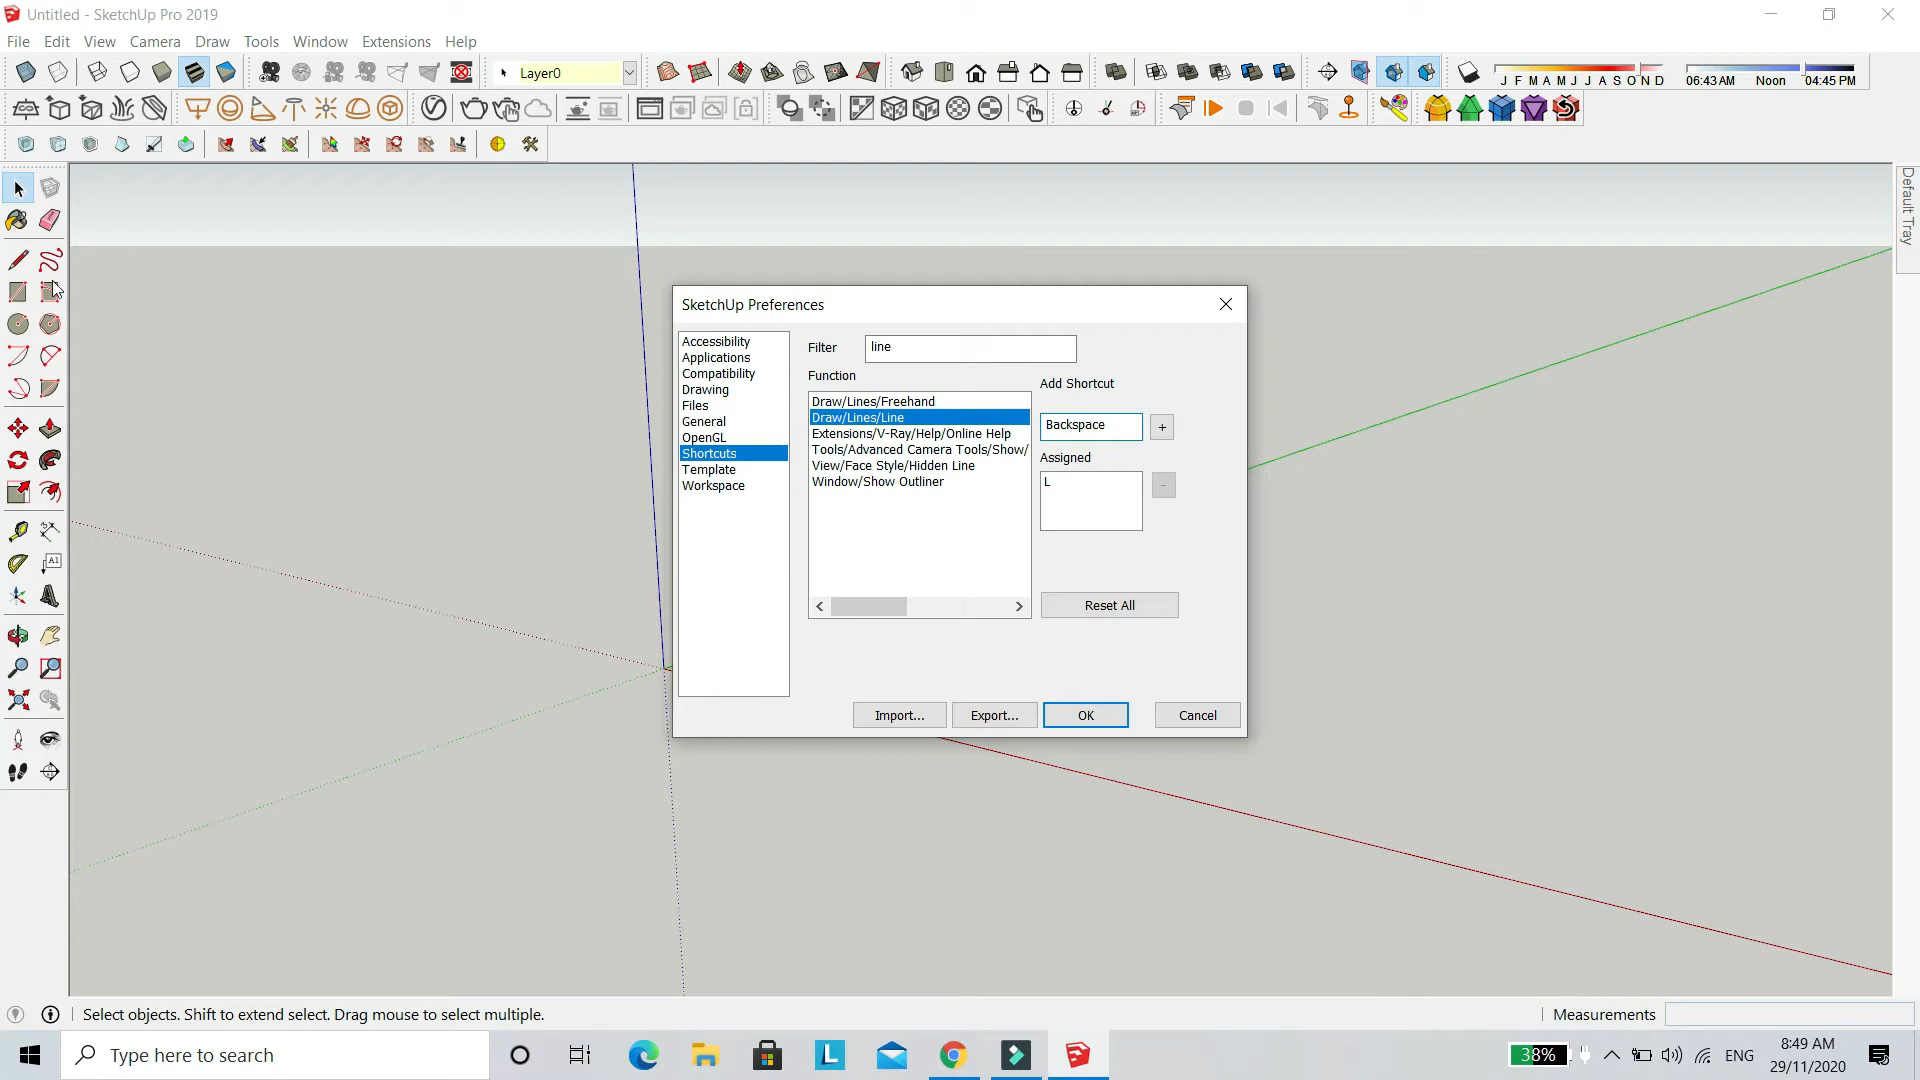 Untitled - SketchUp Pro 2019
File Edit View Camera Draw Tools Window Extensions Help
Layer0
J F M A M J J A S O N D
06:43 AM Noon 04:45 PM
Default Tray
A1
SketchUp Preferences
Accessibility
Applications
Compatibility
Drawing
Files
General
OpenGL
Shortcuts
Template
Workspace
Filter line
Function
Draw/Lines/Freehand
Draw/Lines/Line
Extensions/V-Ray/Help/Online Help
Tools/Advanced Camera Tools/Show/
View/Face Style/Hidden Line
Window/Show Outliner
Add Shortcut
Backspace +
Assigned
L -
Reset All
Import... Export... OK Cancel
Select objects. Shift to extend select. Drag mouse to select multiple.
Measurements
Type here to search
L
38%
ENG
8:49 AM
29/11/2020